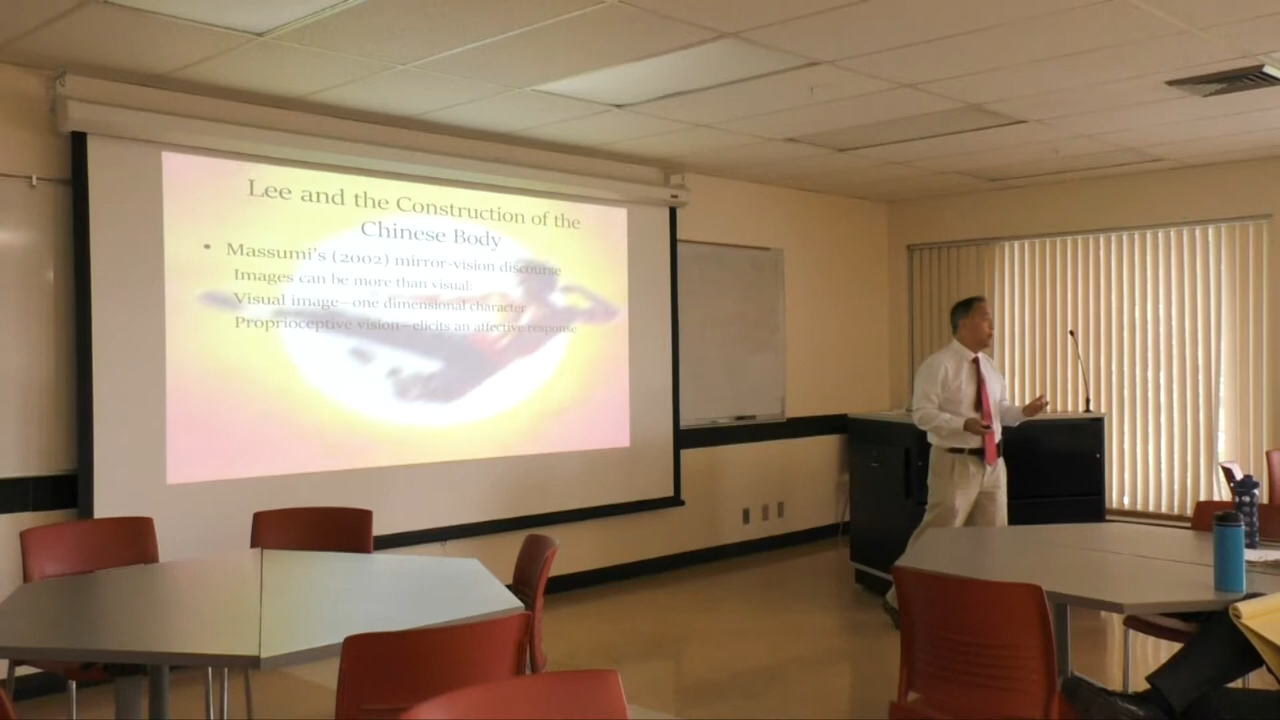 Lee and the Construction of the
Chinese Body
• Massumi's (2002) mirror-vision discourse
Images can be more than visual:
Visual image—one dimensional character
Proprioceptive vision—elicits an affective response